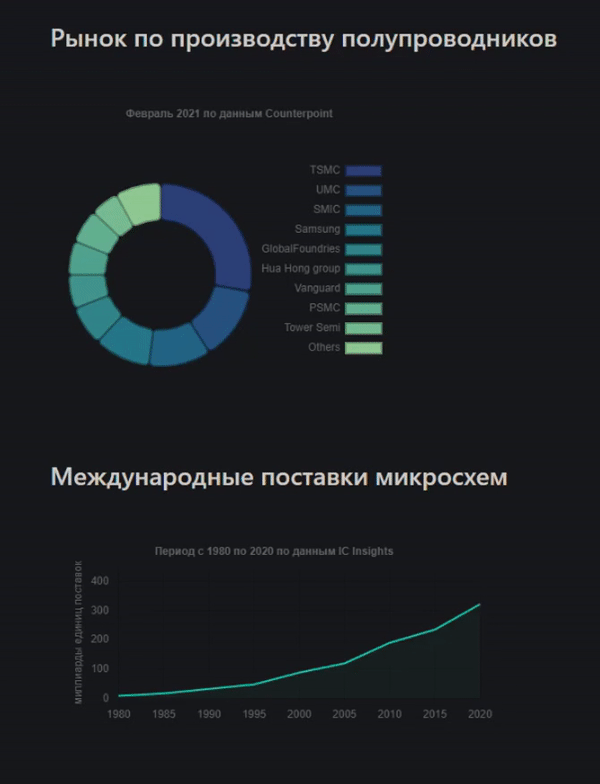 Рынок по производству полупроводников
Февраль 2021 по данным Counterpoint
TSMC
UMC
SMIC
Samsung
GlobalFoundries
Hua Hong group
Vanguard
PSMC
Tower Semi
Others
Международные поставки микросхем
Период с 1980 по 2020 по данным IC Insights
миллиарды единиц поставок
400
300
200
100
0
1980 1985 1990 1995 2000 2005 2010 2015 2020